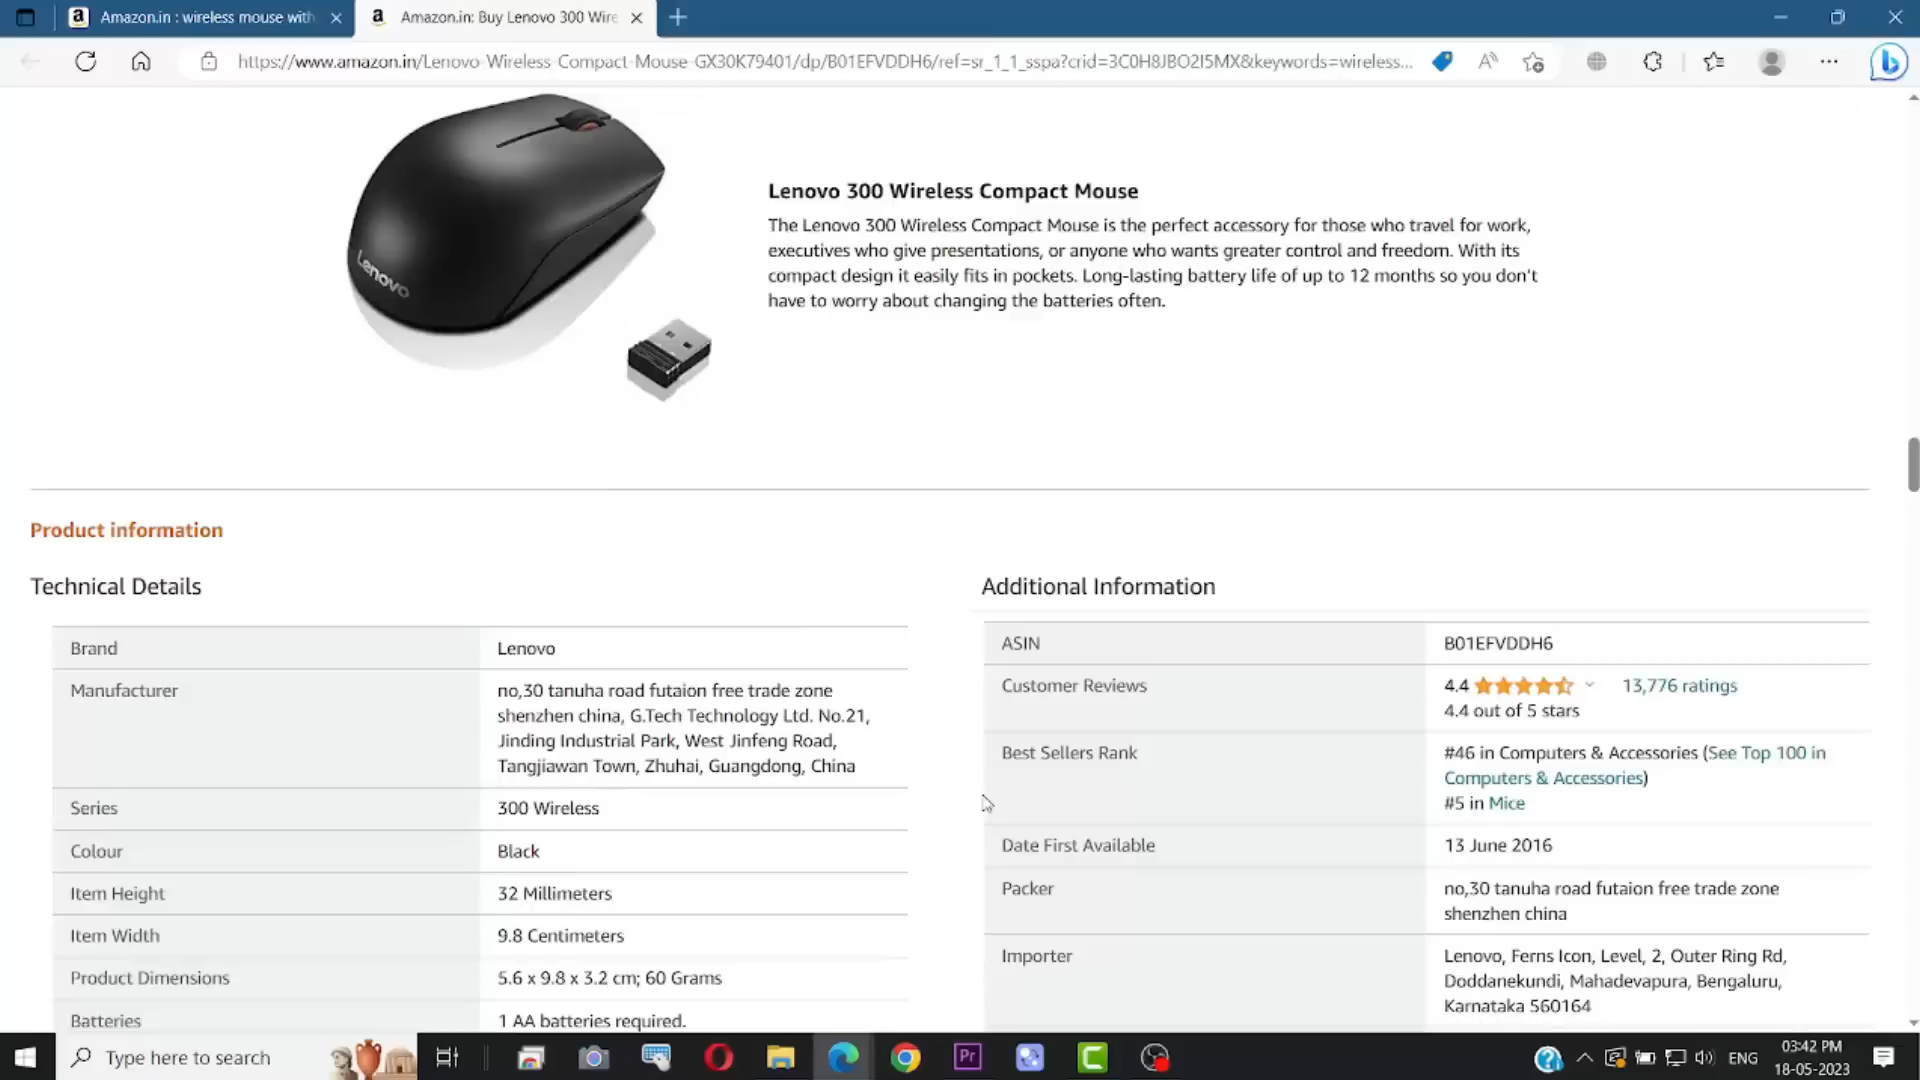 Amazon.in : wireless mouse with
Amazon.in: Buy Lenovo 300 Wire
https://www.amazon.in/Lenovo-Wireless-Compact-Mouse-GX30K79401/dp/B01EFVDDH6/ref=sr_1_1_sspa?crid=3C0H8JBO2I5MX&keywords=wireless...
Lenovo
Lenovo 300 Wireless Compact Mouse
The Lenovo 300 Wireless Compact Mouse is the perfect accessory for those who travel for work,
executives who give presentations, or anyone who wants greater control and freedom. With its
compact design it easily fits in pockets. Long-lasting battery life of up to 12 months so you don't
have to worry about changing the batteries often.
Product information
Technical Details
Brand Lenovo
Manufacturer no,30 tanuha road futaion free trade zone
shenzhen china, G.Tech Technology Ltd. No.21,
Jinding Industrial Park, West Jinfeng Road,
Tangjiawan Town, Zhuhai, Guangdong, China
Series 300 Wireless
Colour Black
Item Height 32 Millimeters
Item Width 9.8 Centimeters
Product Dimensions 5.6 x 9.8 x 3.2 cm; 60 Grams
Batteries 1 AA batteries required.
Additional Information
ASIN B01EFVDDH6
Customer Reviews 4.4 13,776 ratings
4.4 out of 5 stars
Best Sellers Rank #46 in Computers & Accessories (See Top 100 in
Computers & Accessories)
#5 in Mice
Date First Available 13 June 2016
Packer no,30 tanuha road futaion free trade zone
shenzhen china
Importer Lenovo, Ferns Icon, Level, 2, Outer Ring Rd,
Doddanekundi, Mahadevapura, Bengaluru,
Karnataka 560164
Type here to search
Pr
ENG
03:42 PM
18-05-2023